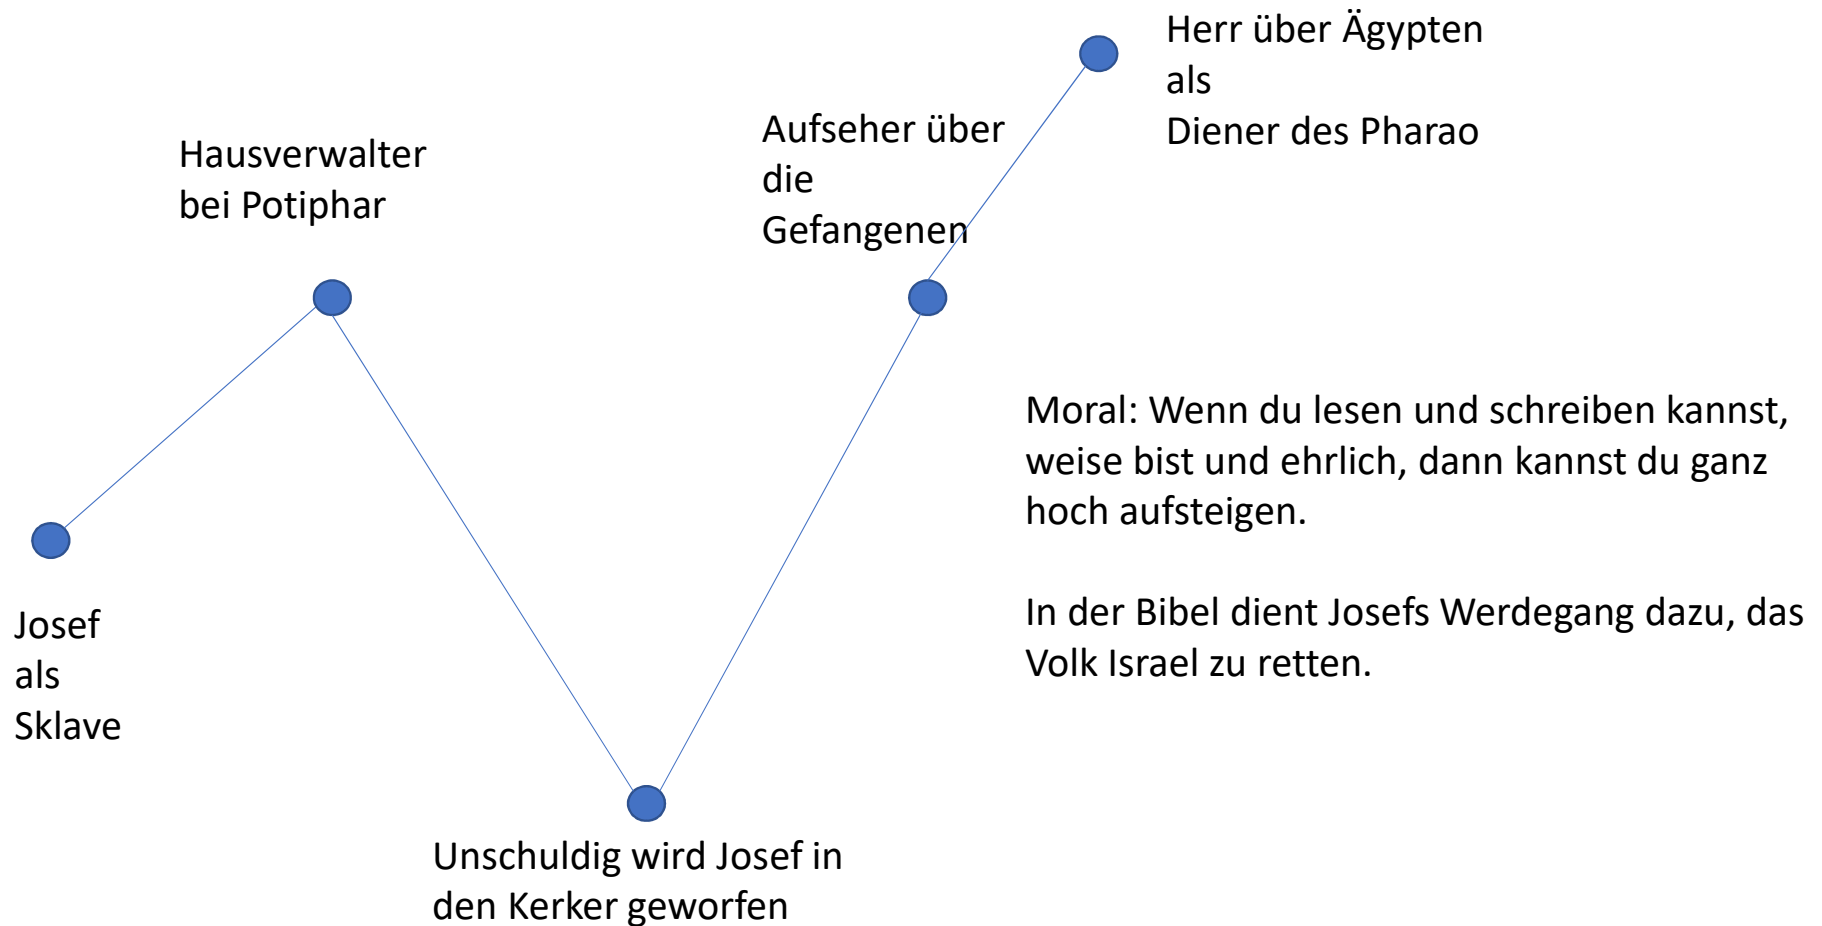 Josef
als
Sklave
Hausverwalter
bei Potiphar
Unschuldig wird Josef in
den Kerker geworfen
Aufseher über
die
Gefangenen
Herr über Ägypten
als
Diener des Pharao
Moral: Wenn du lesen und schreiben kannst,
weise bist und ehrlich, dann kannst du ganz
hoch aufsteigen.
In der Bibel dient Josefs Werdegang dazu, das
Volk Israel zu retten.